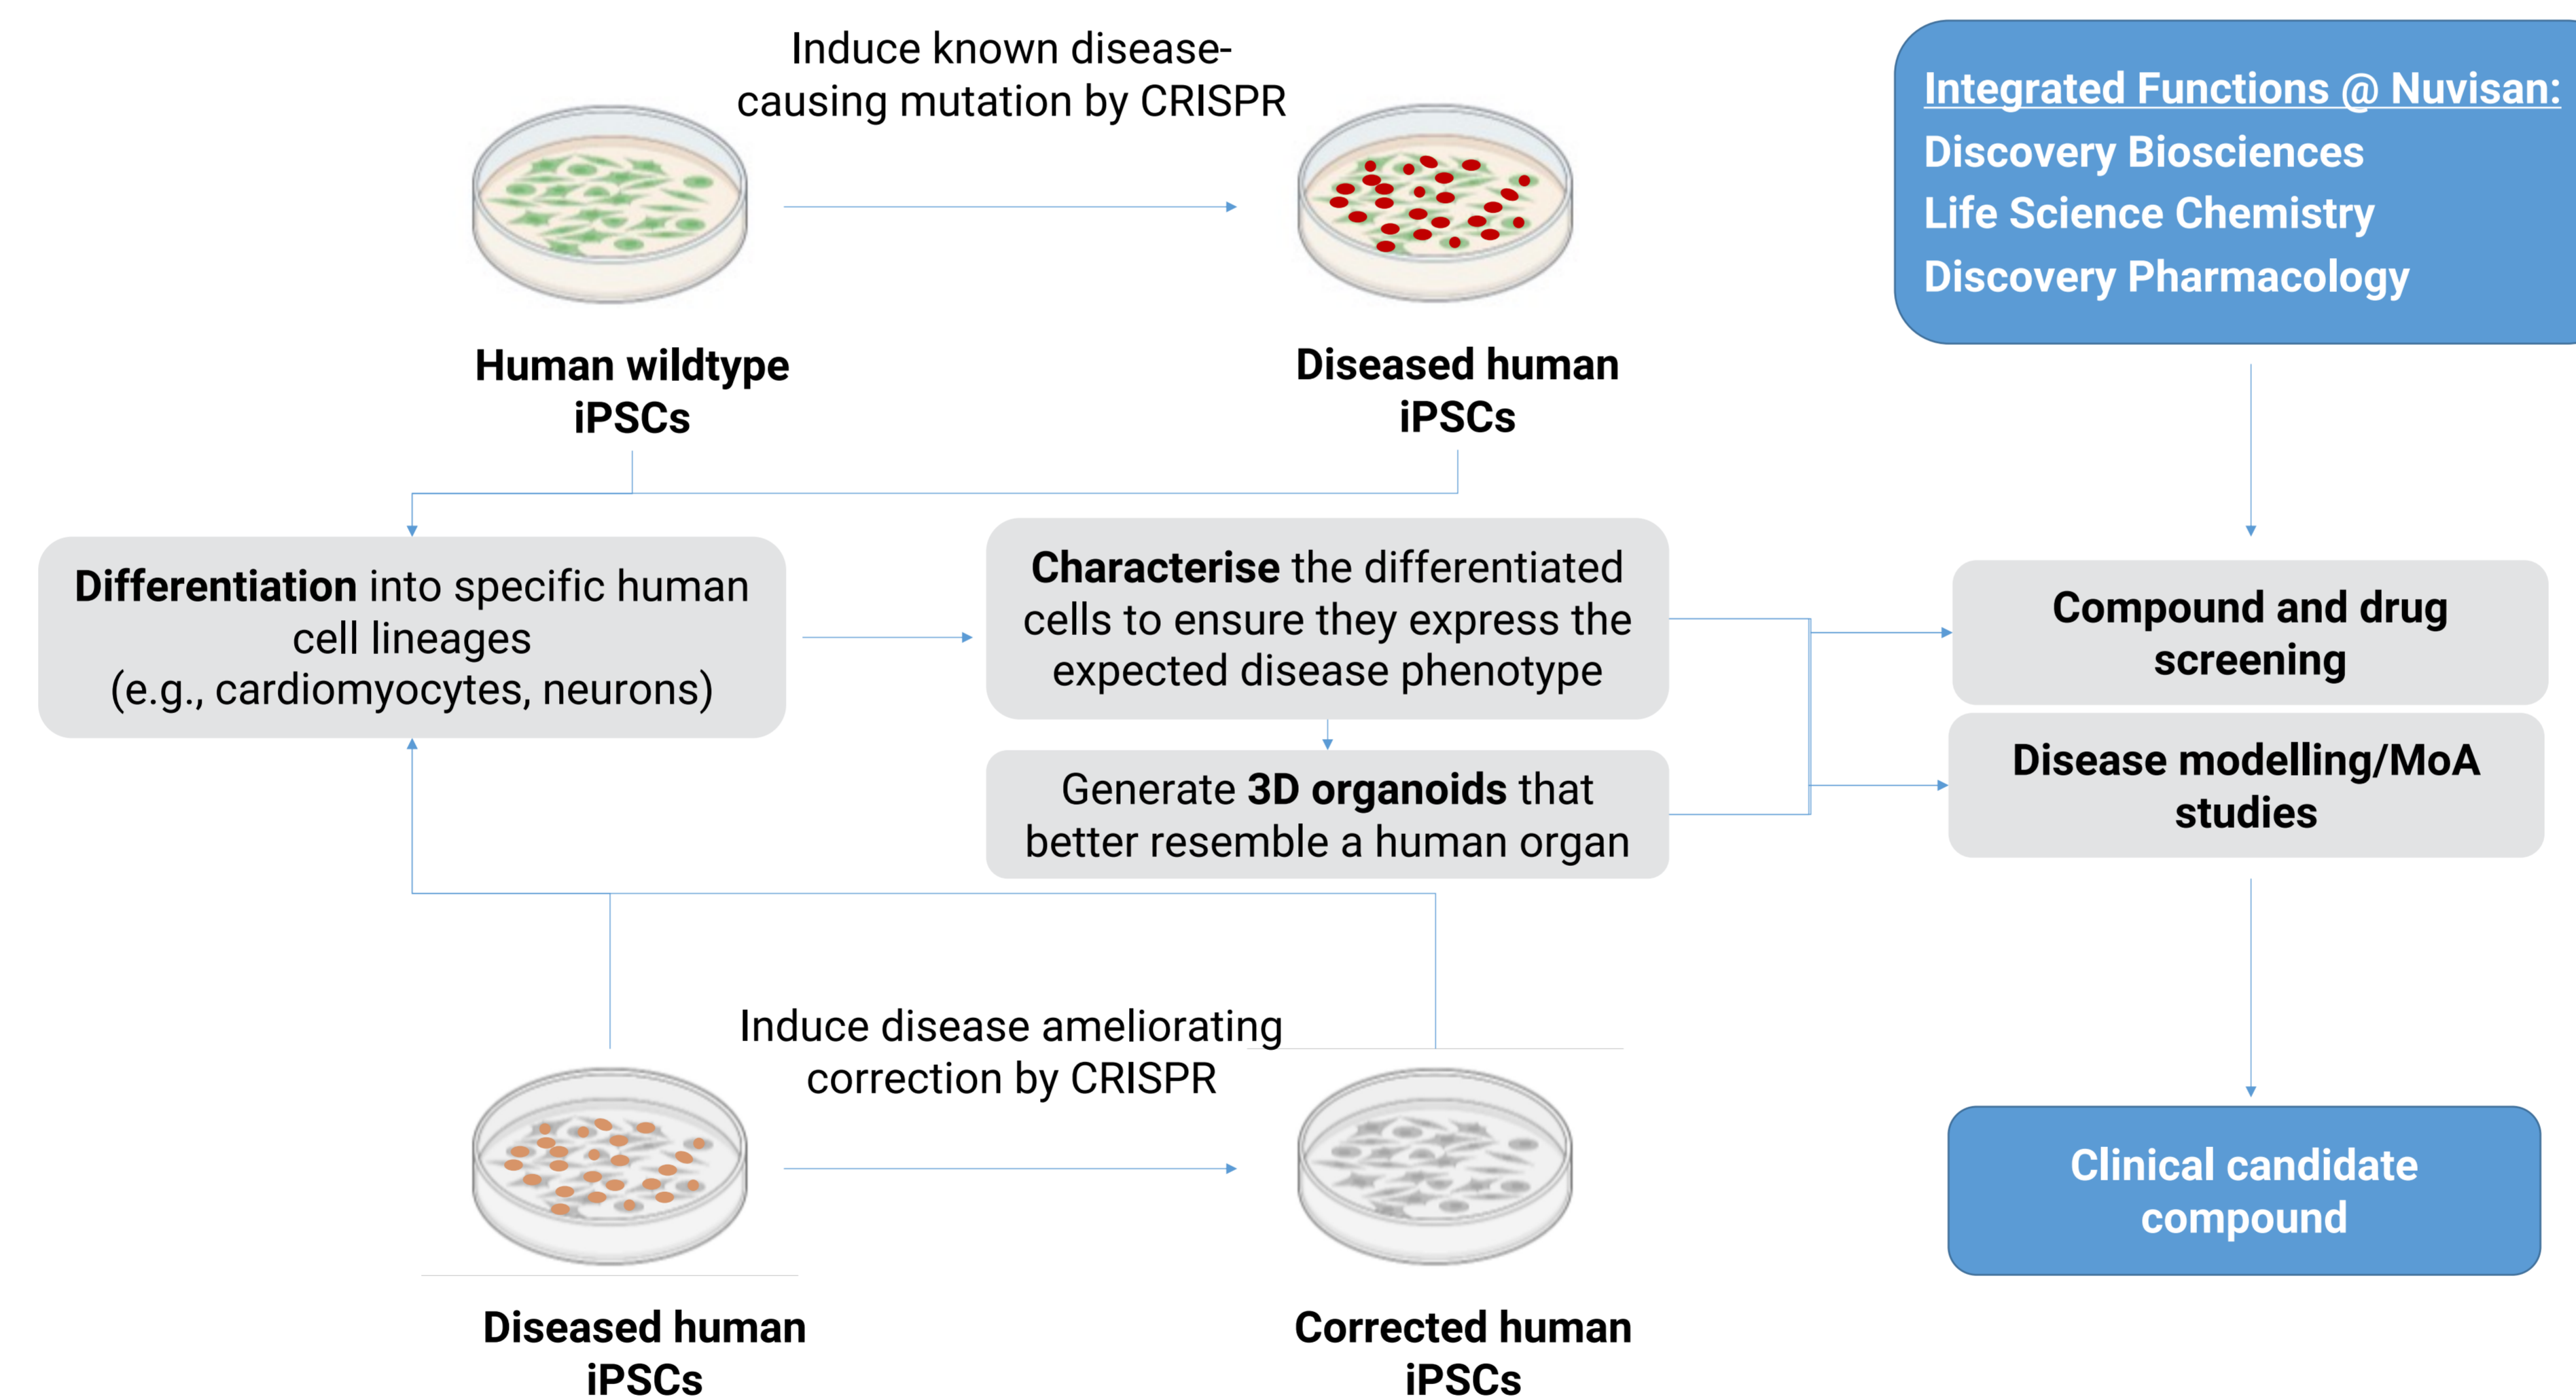 Induce known disease-
causing mutation by CRISPR
Human wildtype
iPSCs
Diseased human
iPSCs
Integrated Functions @ Nuvisan:
Discovery Biosciences
Life Science Chemistry
Discovery Pharmacology
Differentiation into specific human
cell lineages
(e.g., cardiomyocytes, neurons)
Characterise the differentiated
cells to ensure they express the
expected disease phenotype
Generate 3D organoids that
better resemble a human organ
Compound and drug
screening
Disease modelling/MoA
studies
Induce disease ameliorating
correction by CRISPR
Diseased human
iPSCs
Corrected human
iPSCs
Clinical candidate
compound